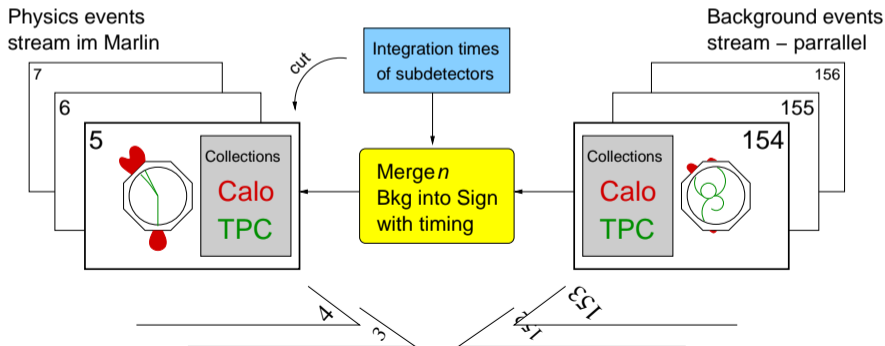 Physics events
stream im Marlin
Background events
stream – parrallel
Integration times
of subdetectors
cut
7
6
5
Collections
Calo
TPC
Merge n
Bkg into Sign
with timing
156
155
154
Collections
Calo
TPC
4
3
152
153